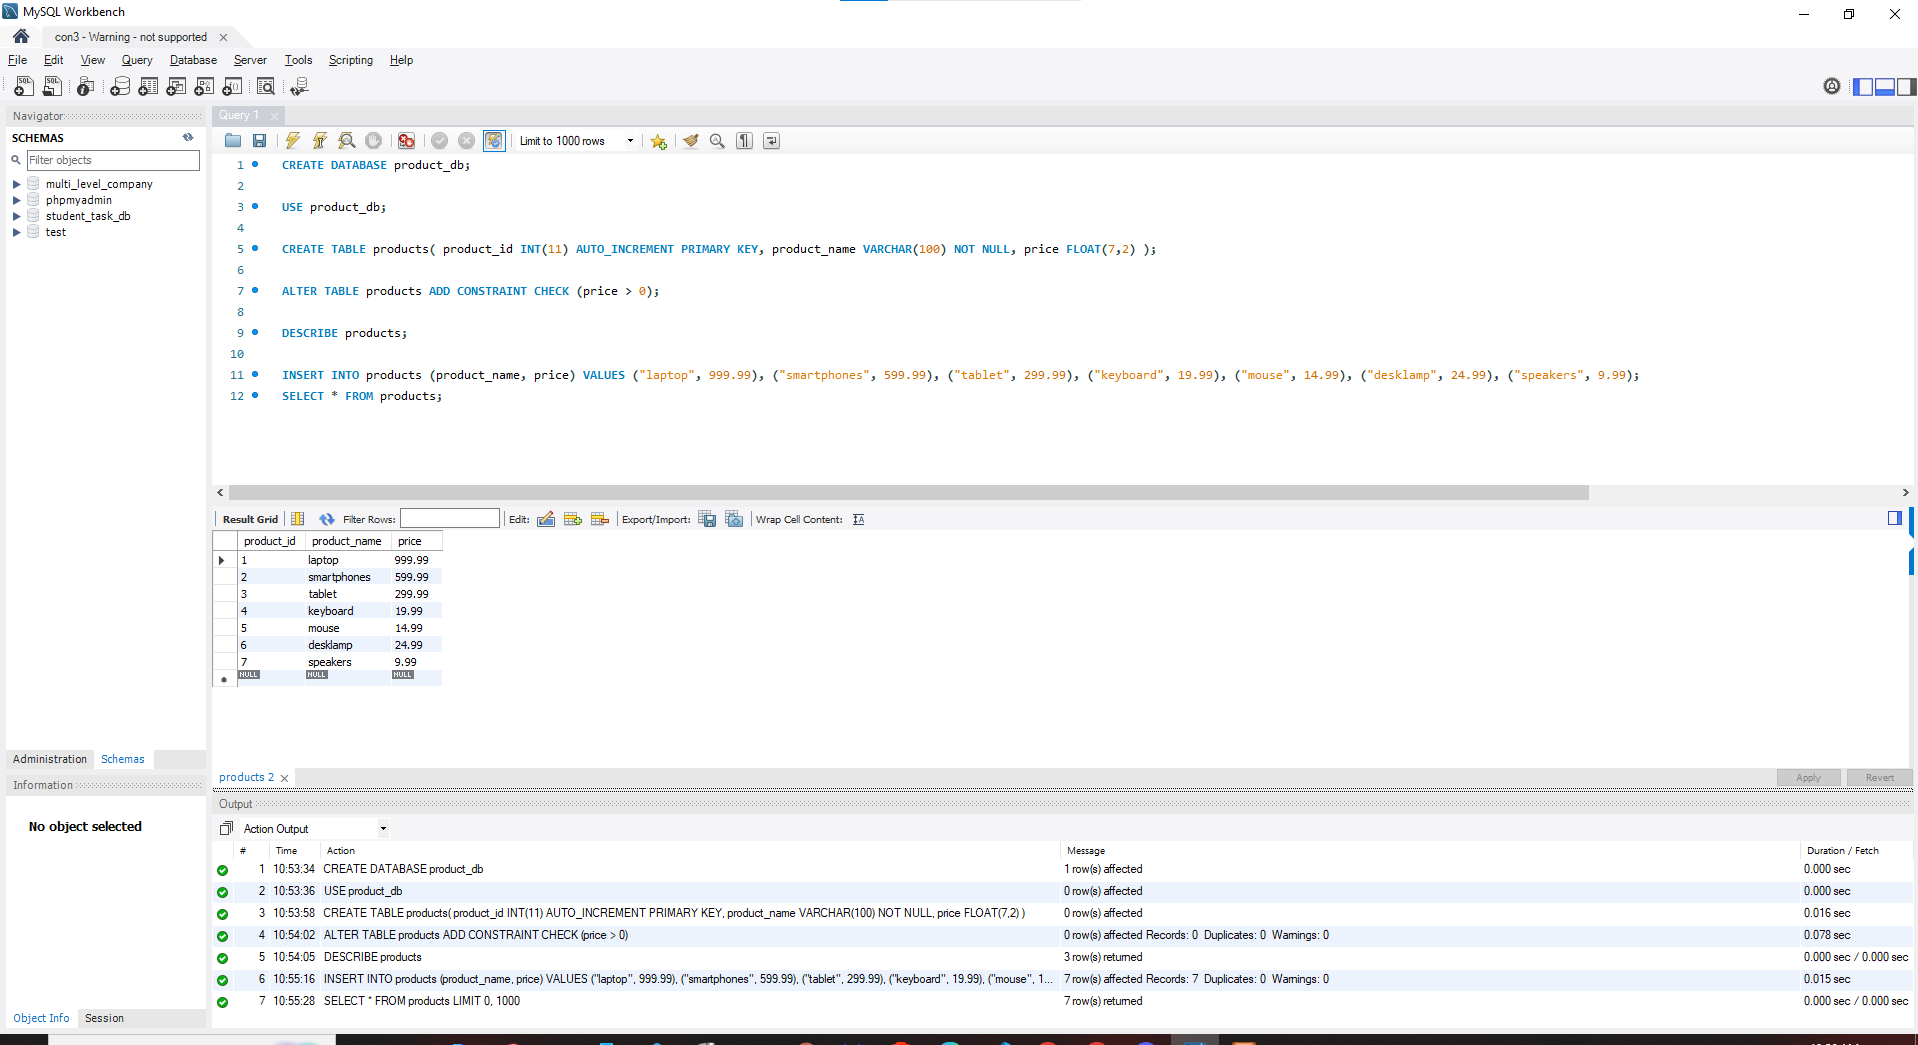 MySQL Workbench
con3 - Warning - not supported
File Edit View Query Database Server Tools Scripting Help
Navigator
SCHEMAS
Filter objects
multi_level_company
phpmyadmin
student_task_db
test
Administration Schemas
Information
No object selected
Object Info Session
Query 1
Limit to 1000 rows
1 CREATE DATABASE product_db;
2
3 USE product_db;
4
5 CREATE TABLE products( product_id INT(11) AUTO_INCREMENT PRIMARY KEY, product_name VARCHAR(100) NOT NULL, price FLOAT(7,2) );
6
7 ALTER TABLE products ADD CONSTRAINT CHECK (price > 0);
8
9 DESCRIBE products;
10
11 INSERT INTO products (product_name, price) VALUES ("laptop", 999.99), ("smartphones", 599.99), ("tablet", 299.99), ("keyboard", 19.99), ("mouse", 14.99), ("desklamp", 24.99), ("speakers", 9.99);
12 SELECT * FROM products;
Result Grid Filter Rows: Edit: Export/Import: Wrap Cell Content:
product_id product_name price
1 laptop 999.99
2 smartphones 599.99
3 tablet 299.99
4 keyboard 19.99
5 mouse 14.99
6 desklamp 24.99
7 speakers 9.99
NULL NULL NULL
products 2
Apply Revert
Output
Action Output
# Time Action Message Duration / Fetch
1 10:53:34 CREATE DATABASE product_db 1 row(s) affected 0.000 sec
2 10:53:36 USE product_db 0 row(s) affected 0.000 sec
3 10:53:58 CREATE TABLE products( product_id INT(11) AUTO_INCREMENT PRIMARY KEY, product_name VARCHAR(100) NOT NULL, price FLOAT(7,2) ) 0 row(s) affected 0.016 sec
4 10:54:02 ALTER TABLE products ADD CONSTRAINT CHECK (price > 0) 0 row(s) affected Records: 0 Duplicates: 0 Warnings: 0 0.078 sec
5 10:54:05 DESCRIBE products 3 row(s) returned 0.000 sec / 0.000 sec
6 10:55:16 INSERT INTO products (product_name, price) VALUES ("laptop", 999.99), ("smartphones", 599.99), ("tablet", 299.99), ("keyboard", 19.99), ("mouse", 1... 7 row(s) affected Records: 7 Duplicates: 0 Warnings: 0 0.015 sec
7 10:55:28 SELECT * FROM products LIMIT 0, 1000 7 row(s) returned 0.000 sec / 0.000 sec